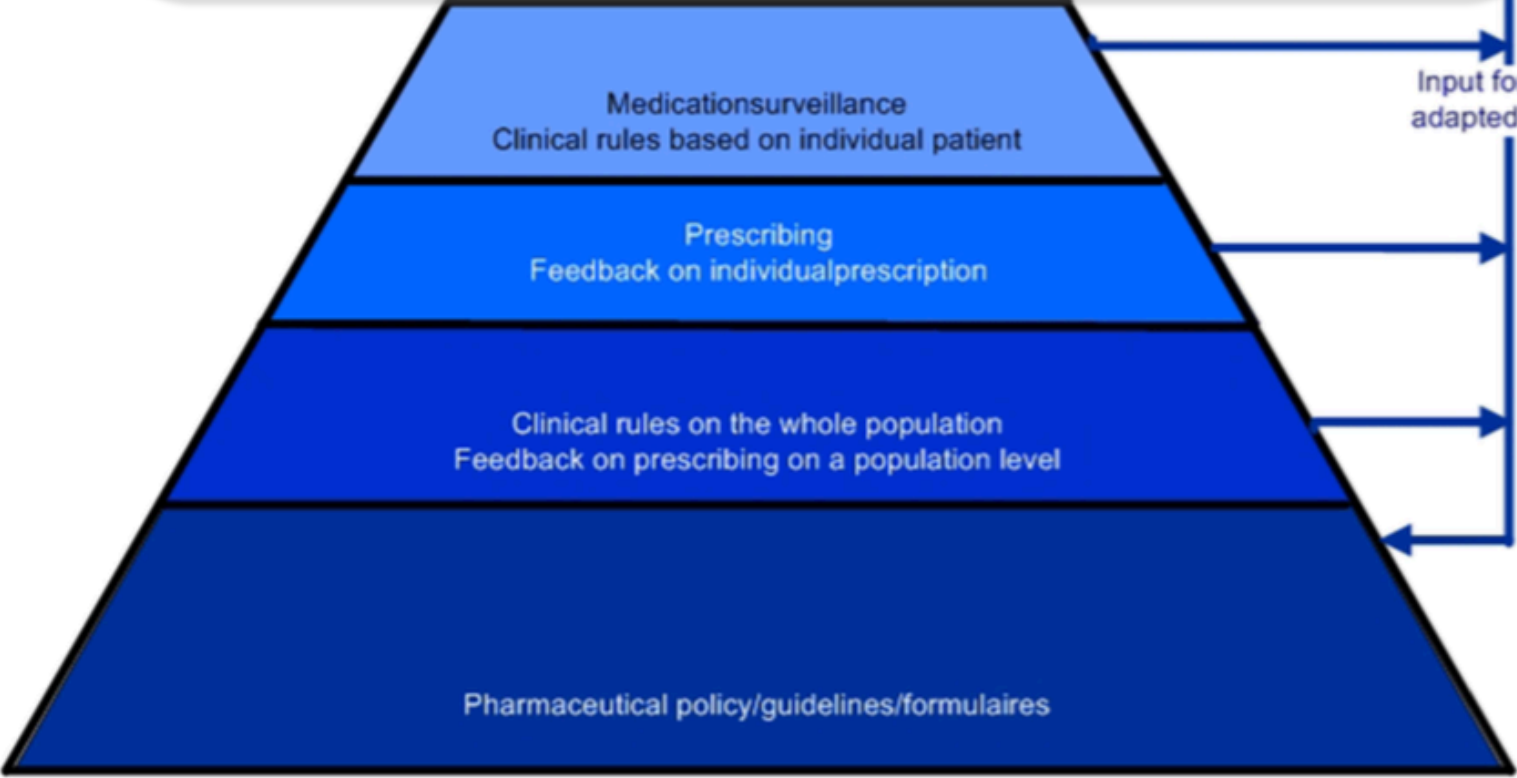 Medicationsurveillance
Clinical rules based on individual patient
Input fo
adapted
Prescribing
Feedback on individualprescription
Clinical rules on the whole population
Feedback on prescribing on a population level
Pharmaceutical policy/guidelines/formulaires